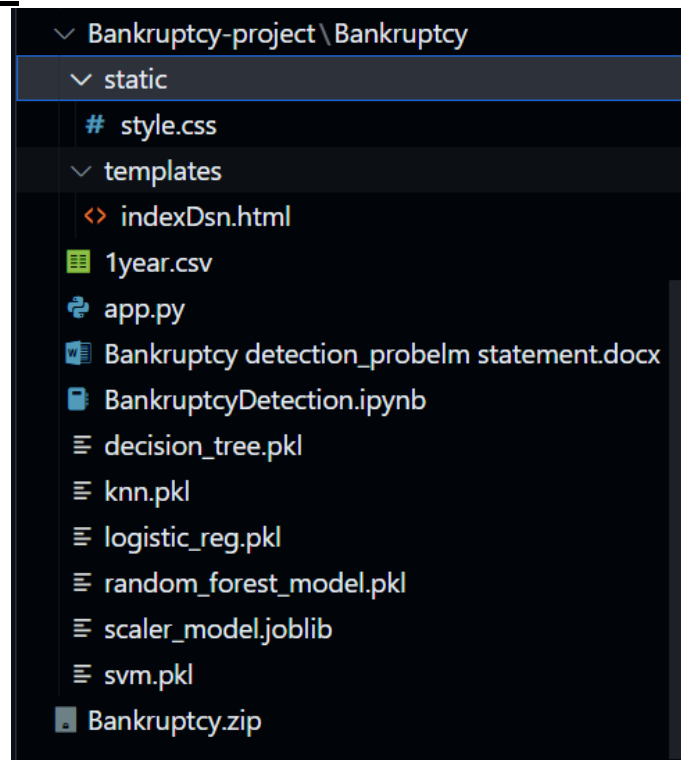 Bankruptcy-project\Bankruptcy
static
# style.css
templates
<> indexDsn.html
1year.csv
app.py
Bankruptcy detection_probelm statement.docx
BankruptcyDetection.ipynb
decision_tree.pkl
knn.pkl
logistic_reg.pkl
random_forest_model.pkl
scaler_model.joblib
svm.pkl
Bankruptcy.zip